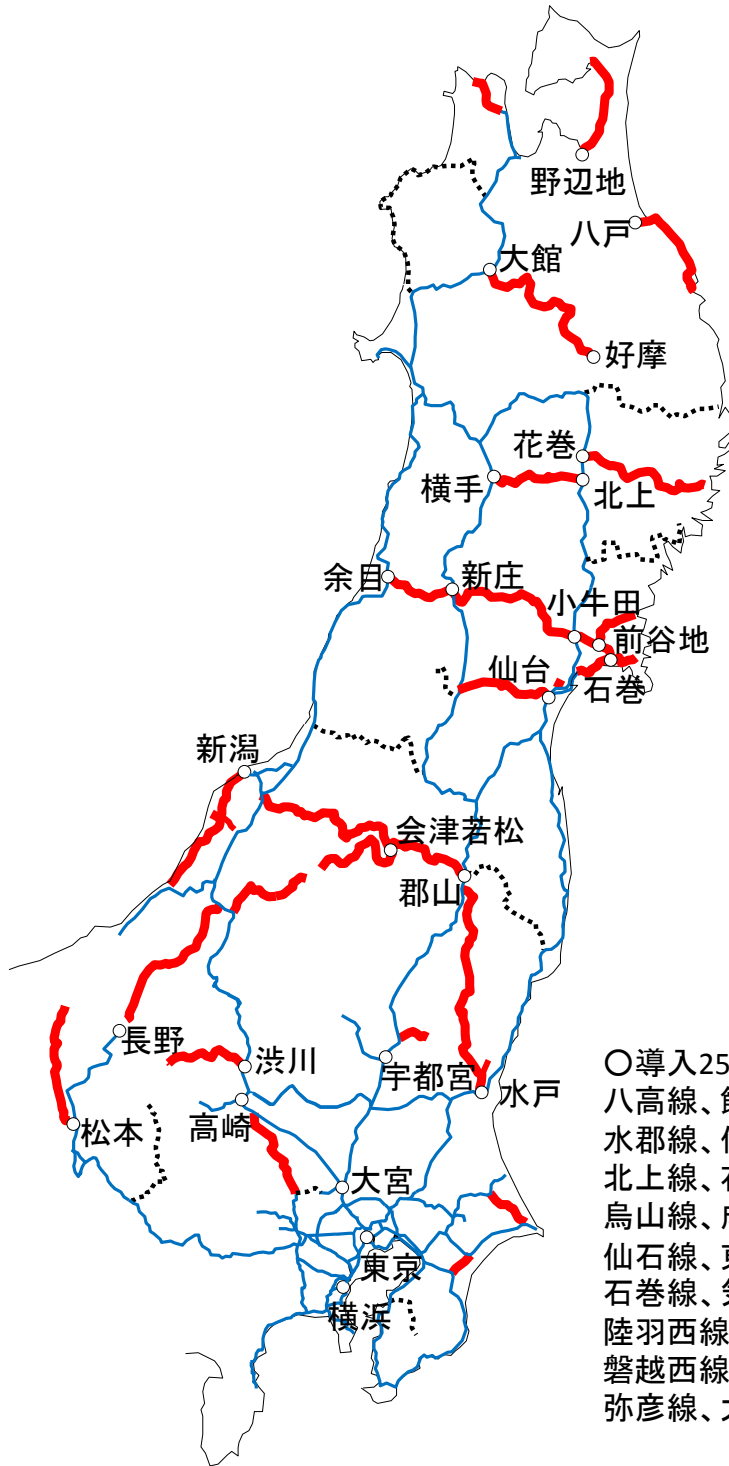 野辺地
八戸
大館
好摩
花巻
横手
北上
余目
新庄
小牛田
前谷地
仙台
石巻
新潟
会津若松
郡山
長野
渋川
宇都宮
水戸
松本
高崎
大宮
東京
横浜
○導入25
八高線、
水郡線、
北上線、
烏山線、
仙石線、
石巻線、
陸羽西線
磐越西線
弥彦線、